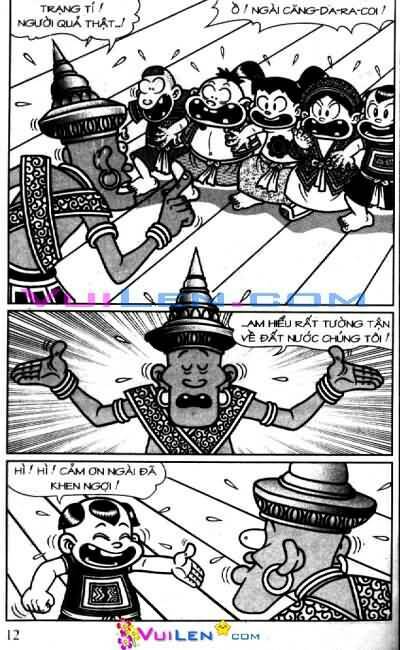 TRẠNG TÍ!
NGƯỜI QUẢ THẬT...!
Ồ! NGÀI CĂNG-DA-RA-COI!
VUILEN.COM
...AM HIỂU RẤT TƯỜNG TẬN
VỀ ĐẤT NƯỚC CHÚNG TÔI!
HÌ! HÌ! CẢM ƠN NGÀI ĐÃ
KHEN NGỢI!
12
VUILEN.COM